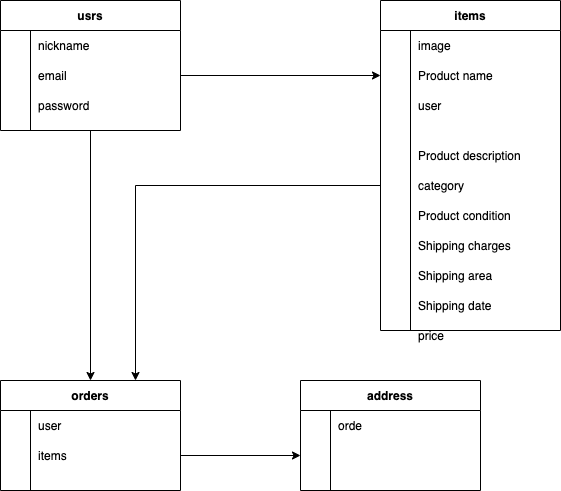 usrs
nickname
email
password
items
image
Product name
user
Product description
category
Product condition
Shipping charges
Shipping area
Shipping date
price
orders
user
items
address
orde